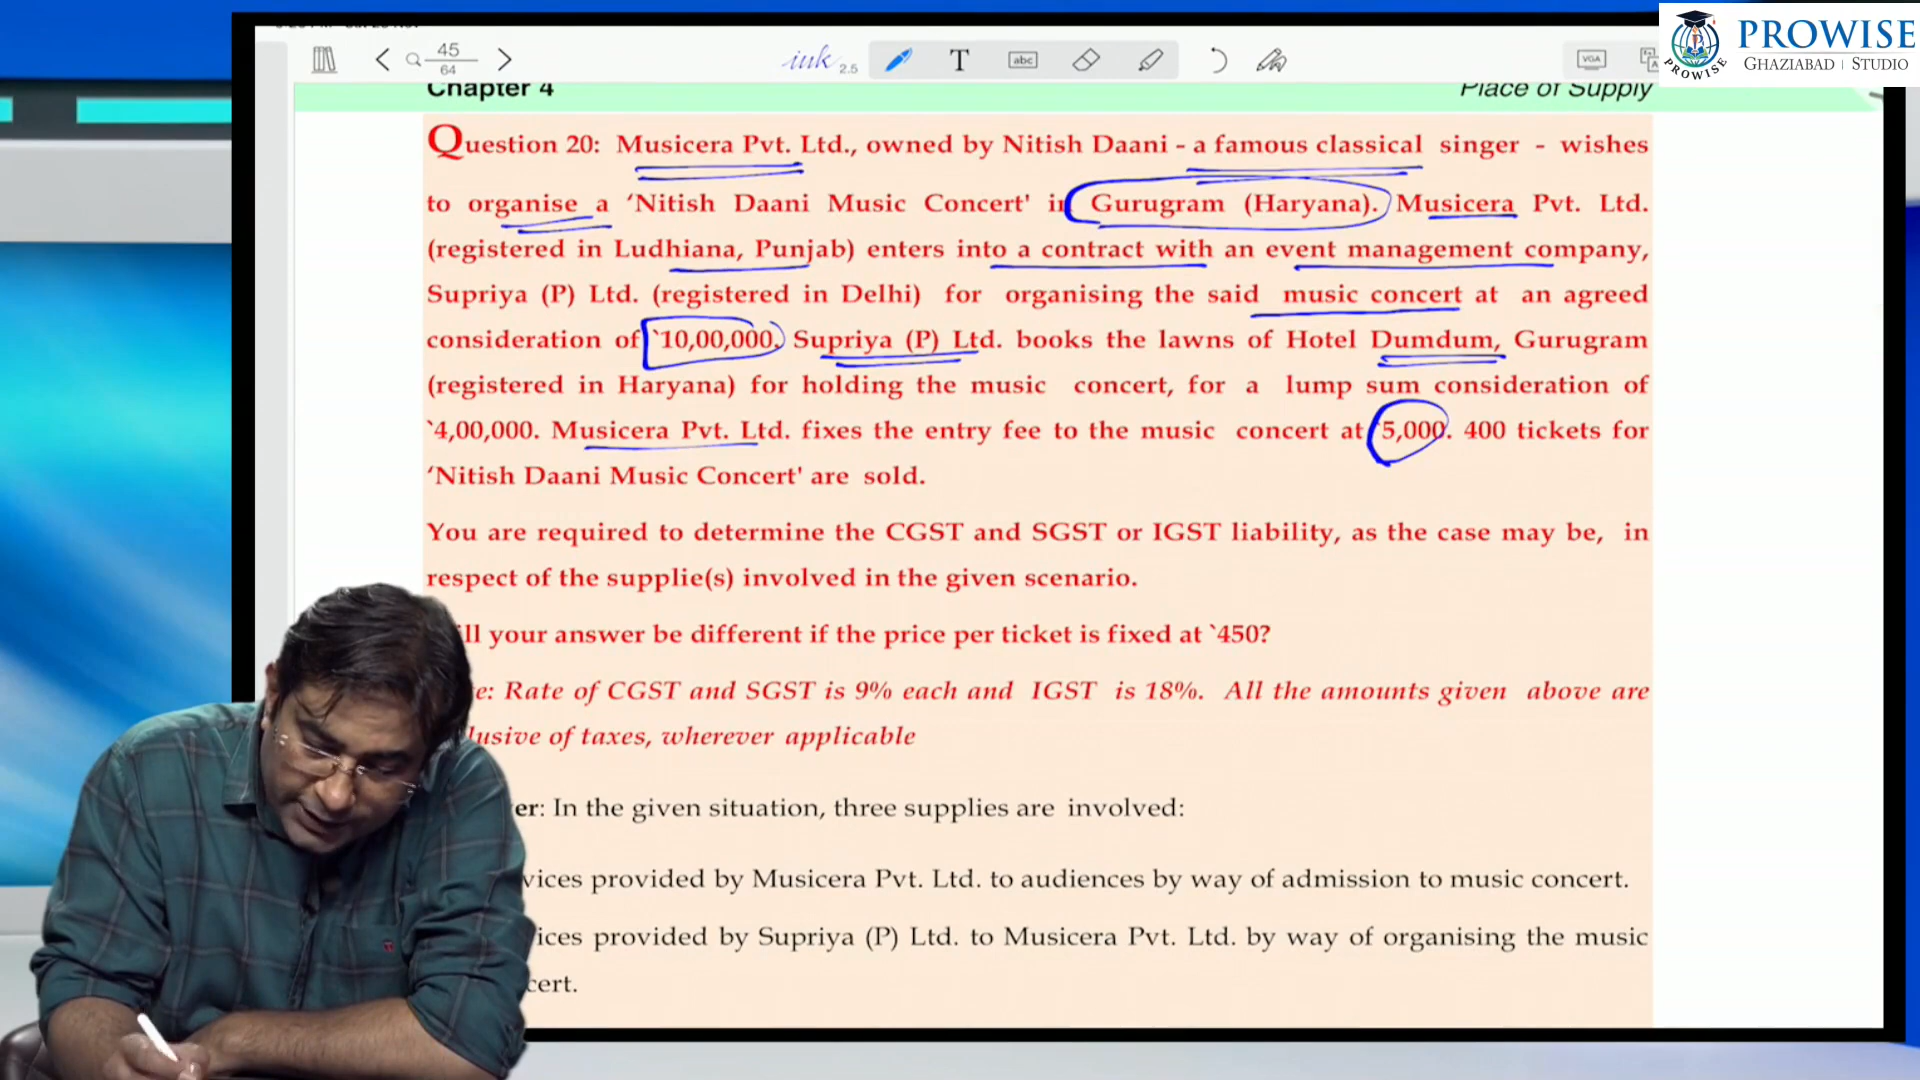 PROWISE
GHAZIABAD | STUDIO
PROWISE
45
64
ink 2.5
T
abc
VGA
Chapter 4
Place of Supply
Question 20: Musicera Pvt. Ltd., owned by Nitish Daani - a famous classical singer - wishes
to organise a ‘Nitish Daani Music Concert' in Gurugram (Haryana). Musicera Pvt. Ltd.
(registered in Ludhiana, Punjab) enters into a contract with an event management company,
Supriya (P) Ltd. (registered in Delhi) for organising the said music concert at an agreed
consideration of `10,00,000. Supriya (P) Ltd. books the lawns of Hotel Dumdum, Gurugram
(registered in Haryana) for holding the music concert, for a lump sum consideration of
`4,00,000. Musicera Pvt. Ltd. fixes the entry fee to the music concert at `5,000. 400 tickets for
‘Nitish Daani Music Concert' are sold.
You are required to determine the CGST and SGST or IGST liability, as the case may be, in
respect of the supplie(s) involved in the given scenario.
ll your answer be different if the price per ticket is fixed at `450?
e: Rate of CGST and SGST is 9% each and IGST is 18%. All the amounts given above are
lusive of taxes, wherever applicable
er: In the given situation, three supplies are involved:
vices provided by Musicera Pvt. Ltd. to audiences by way of admission to music concert.
ices provided by Supriya (P) Ltd. to Musicera Pvt. Ltd. by way of organising the music
cert.